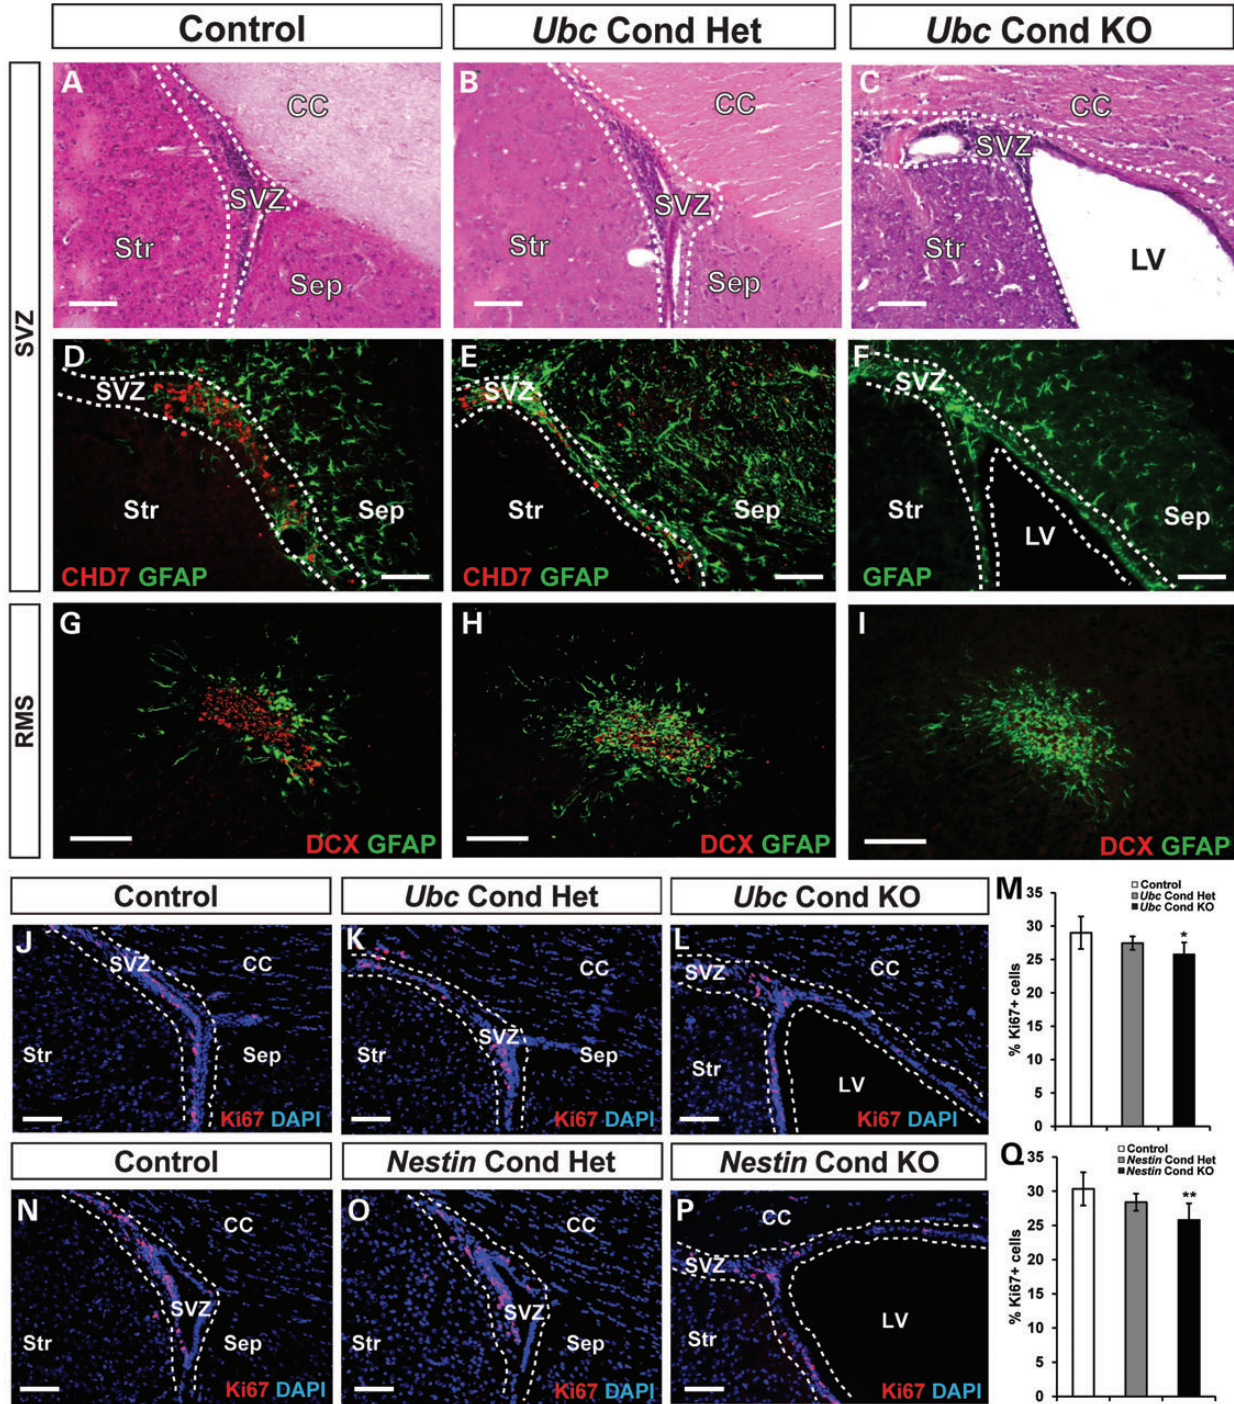 Control
Ubc Cond Het
Ubc Cond KO
SVZ
A
CC
SVZ
Str
Sep
B
CC
SVZ
Str
Sep
C
CC
SVZ
Str
LV
D
SVZ
Str
Sep
CHD7 GFAP
E
SVZ
Str
Sep
CHD7 GFAP
F
SVZ
Str
Sep
LV
GFAP
RMS
G
DCX GFAP
H
DCX GFAP
I
DCX GFAP
Control
Ubc Cond Het
Ubc Cond KO
J
SVZ
CC
Str
Sep
Ki67 DAPI
K
CC
SVZ
Str
Sep
Ki67 DAPI
L
SVZ
CC
Str
LV
Ki67 DAPI
M
Control
Ubc Cond Het
Ubc Cond KO
% Ki67+ cells
35
30
25
20
15
10
5
0
*
Control
Nestin Cond Het
Nestin Cond KO
N
CC
SVZ
Str
Sep
Ki67 DAPI
O
CC
SVZ
Str
Sep
Ki67 DAPI
P
CC
SVZ
Str
LV
Ki67 DAPI
Q
Control
Nestin Cond Het
Nestin Cond KO
% Ki67+ cells
35
30
25
20
15
10
5
0
**